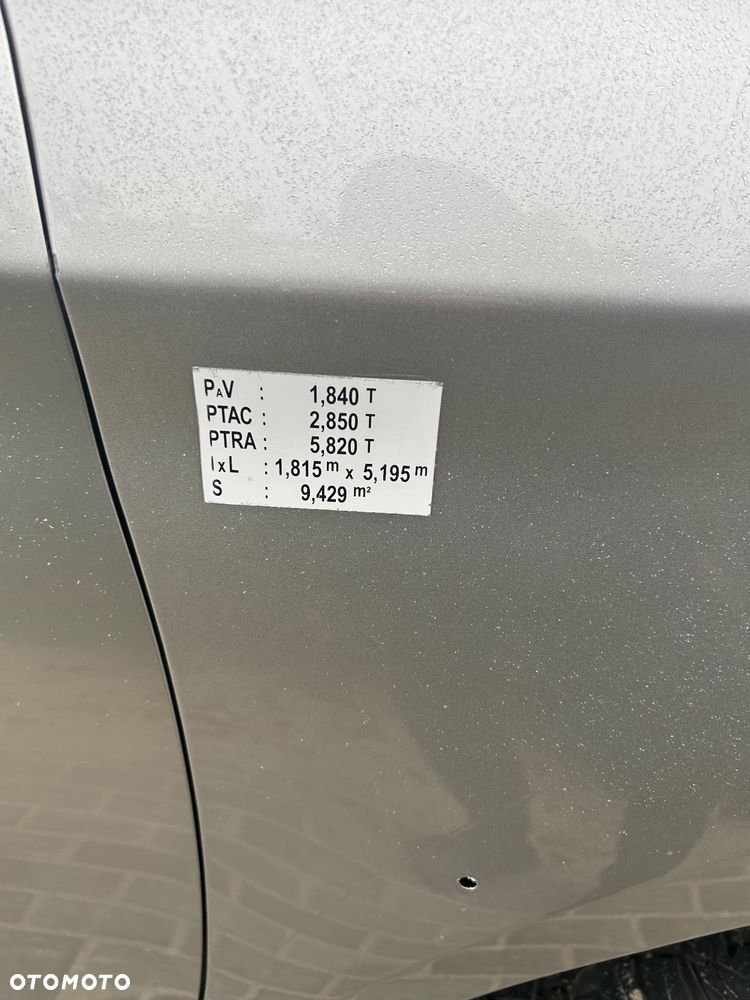 PAV : 1,840 T
PTAC : 2,850 T
PTRA : 5,820 T
lxL : 1,815 m x 5,195 m
S : 9,429 m²
OTOMOTO